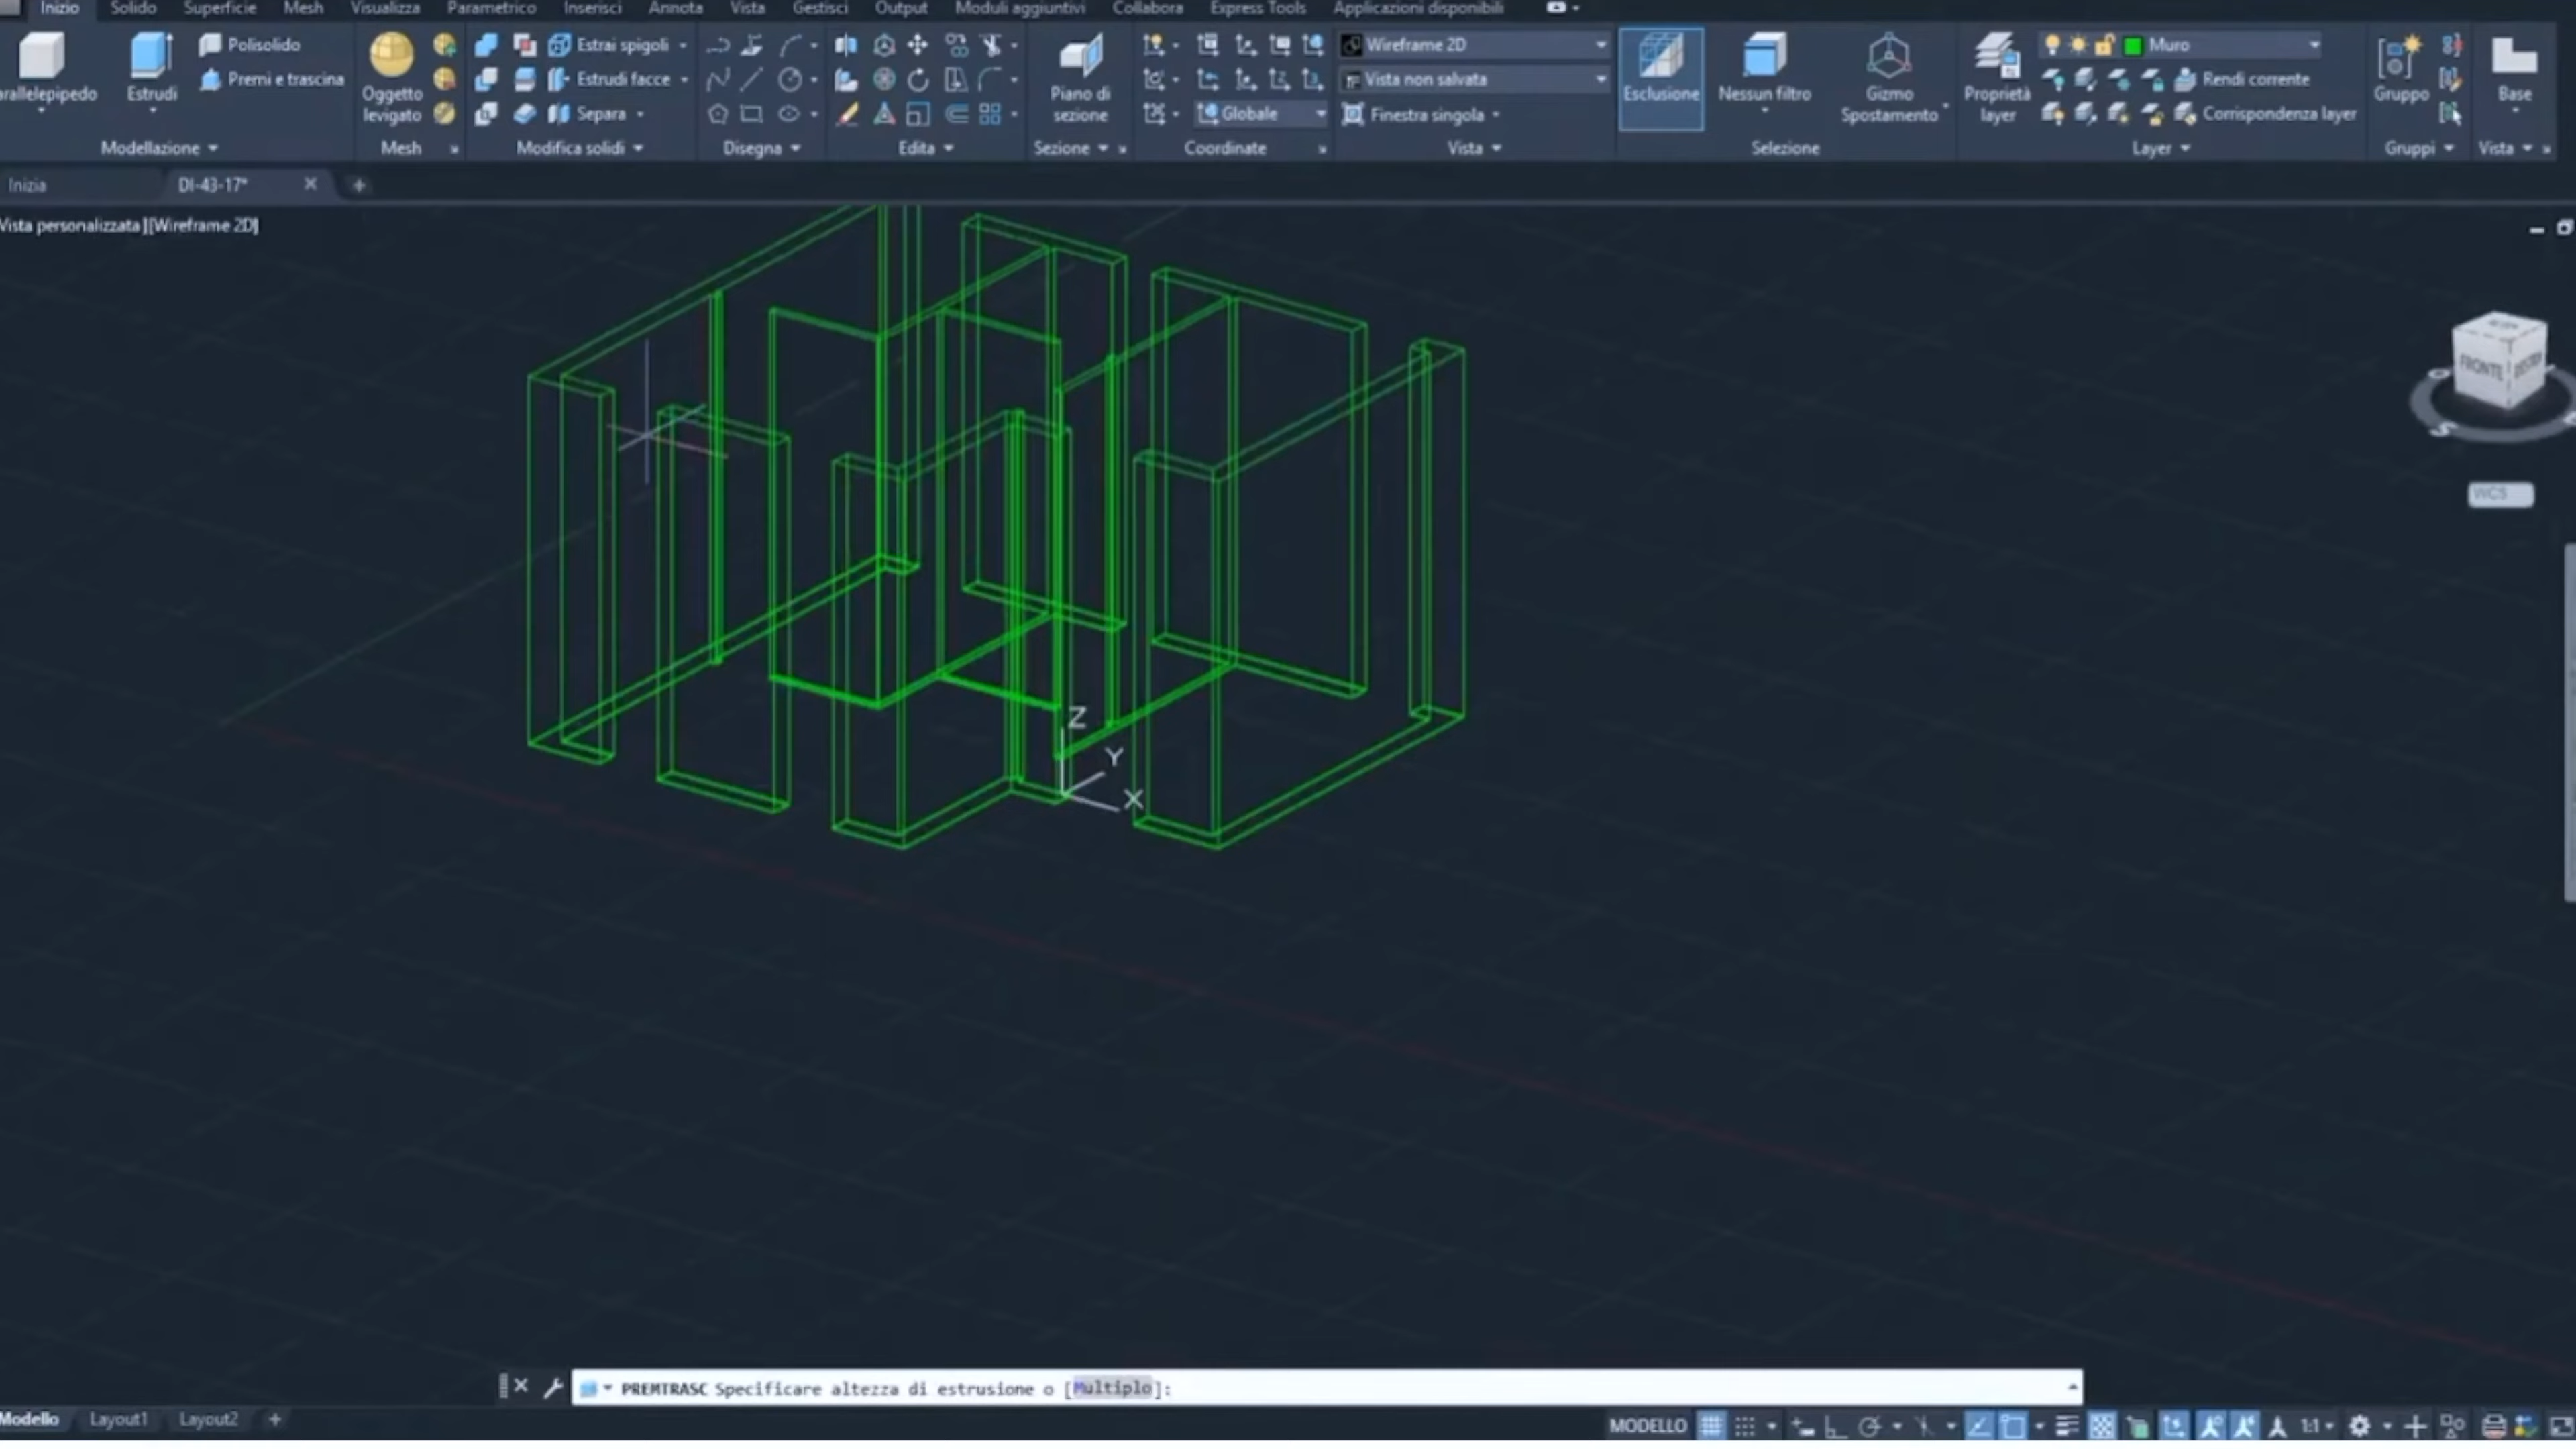 Inizio Solido Superficie Mesh Visualizza Parametrico Inserisci Annota Vista Gestisci Output Moduli aggiuntivi Collabora Express Tools Applicazioni disponibili
Polisolido Estrai spigoli Wireframe 2D Muro
Premi e trascina Estrudi facce Vista non salvata Rendi corrente
Estrudi Oggetto levigato Piano di sezione Esclusione Nessun filtro Gizmo Spostamento Proprietà layer Gruppo Base
Separa Globale Finestra singola Corrispondenza layer
Modellazione Mesh Modifica solidi Disegna Edita Sezione Coordinate Vista Selezione Layer Gruppi Vista
Inizia DI-43-17*
Vista personalizzata][Wireframe 2D]
FRONTE
S
WCS
Z
Y
X
PREMTRASC Specificare altezza di estrusione o [Multiplo]:
Modello Layout1 Layout2
MODELLO 1:1